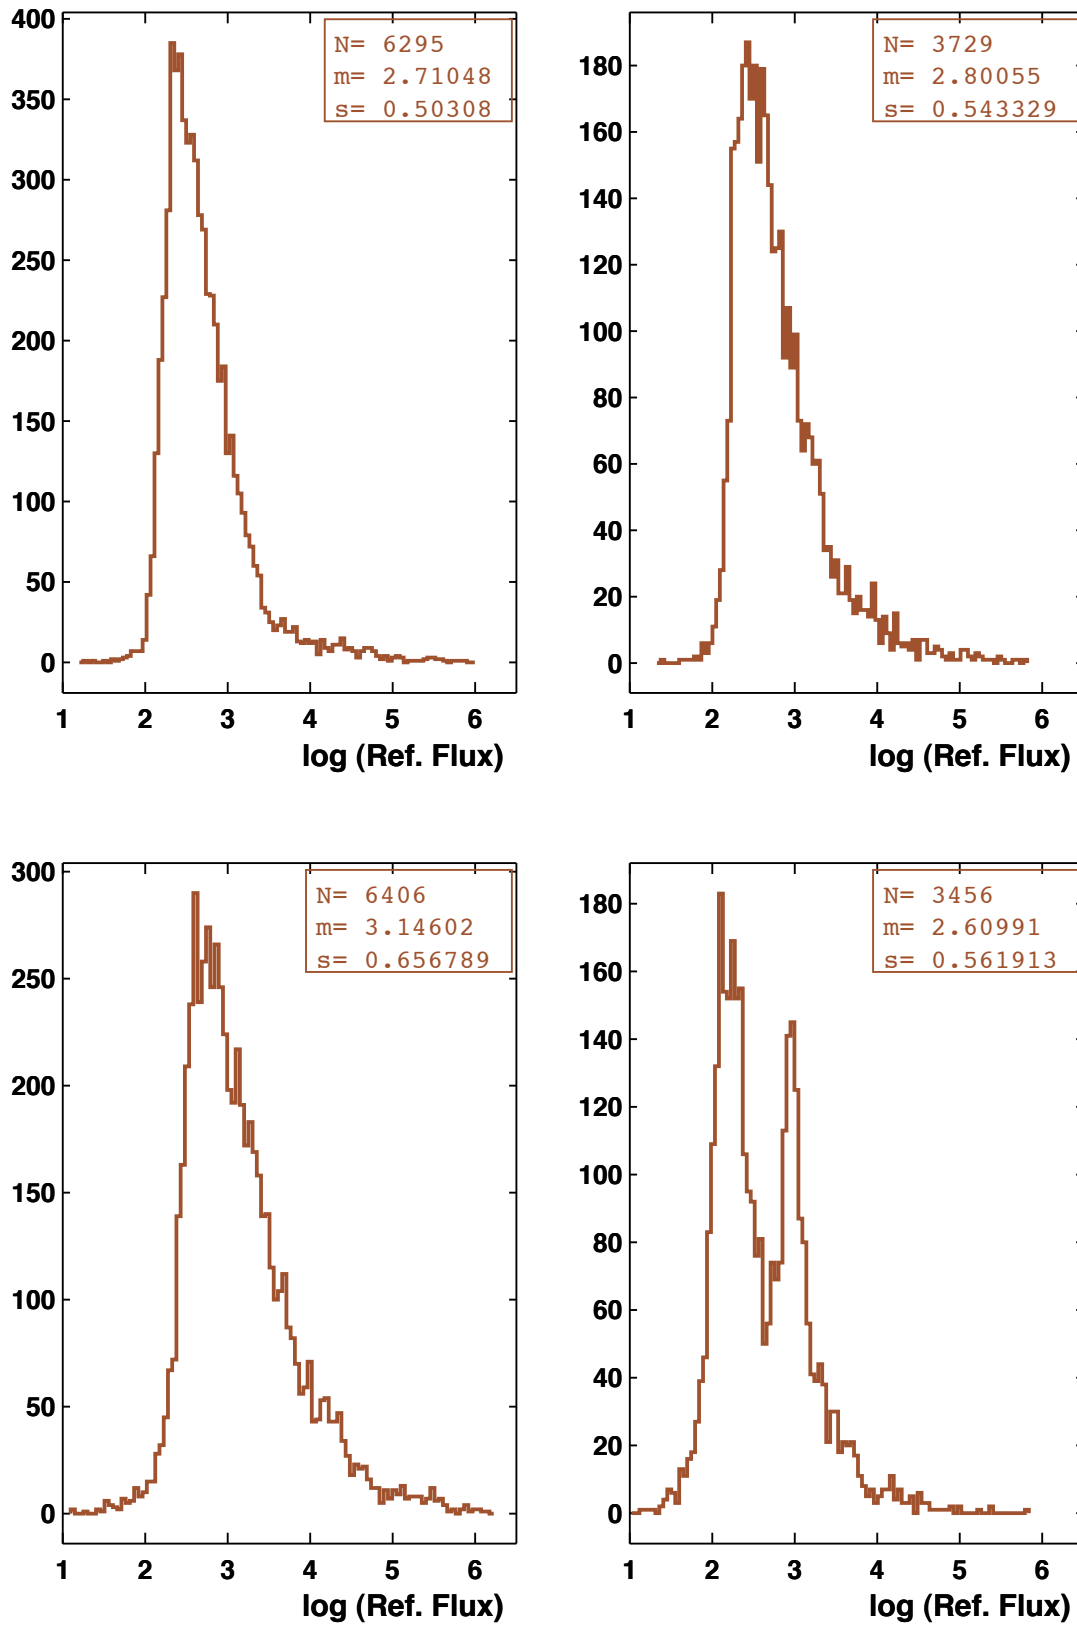 400
350
300
250
200
150
100
50
0
N= 6295
m= 2.71048
s= 0.50308
1 2 3 4 5 6
log (Ref. Flux)
180
160
140
120
100
80
60
40
20
0
N= 3729
m= 2.80055
s= 0.543329
1 2 3 4 5 6
log (Ref. Flux)
300
250
200
150
100
50
0
N= 6406
m= 3.14602
s= 0.656789
1 2 3 4 5 6
log (Ref. Flux)
180
160
140
120
100
80
60
40
20
0
N= 3456
m= 2.60991
s= 0.561913
1 2 3 4 5 6
log (Ref. Flux)